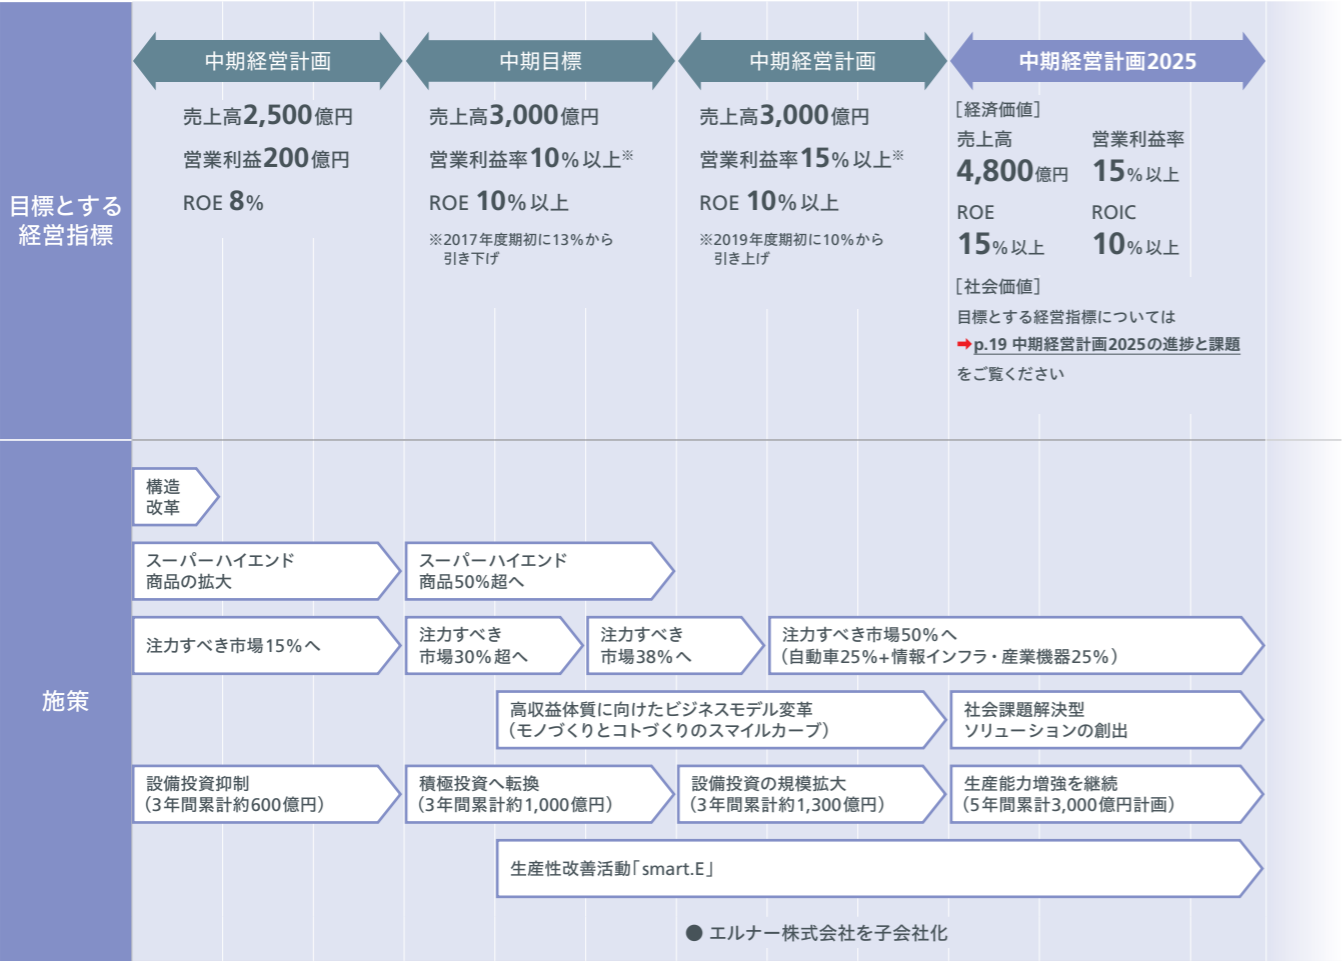 目標とする
経営指標
中期経営計画
売上高2,500億円
営業利益200億円
ROE 8%
中期目標
売上高3,000億円
営業利益率10%以上※
ROE 10%以上
※2017年度期初に13%から
引き下げ
中期経営計画
売上高3,000億円
営業利益率15%以上※
ROE 10%以上
※2019年度期初に10%から
引き上げ
中期経営計画2025
［経済価値］
売上高
4,800億円
営業利益率
15%以上
ROE
15%以上
ROIC
10%以上
［社会価値］
目標とする経営指標については
➡p.19 中期経営計画2025の進捗と課題
をご覧ください
施策
構造
改革
スーパーハイエンド
商品の拡大
スーパーハイエンド
商品50%超へ
注力すべき市場15%へ
注力すべき
市場30%超へ
注力すべき
市場38%へ
注力すべき市場50%へ
（自動車25%+情報インフラ・産業機器25%）
高収益体質に向けたビジネスモデル変革
（モノづくりとコトづくりのスマイルカーブ）
社会課題解決型
ソリューションの創出
設備投資抑制
（3年間累計約600億円）
積極投資へ転換
（3年間累計約1,000億円）
設備投資の規模拡大
（3年間累計約1,300億円）
生産能力増強を継続
（5年間累計3,000億円計画）
生産性改善活動「smart.E」
● エルナー株式会社を子会社化